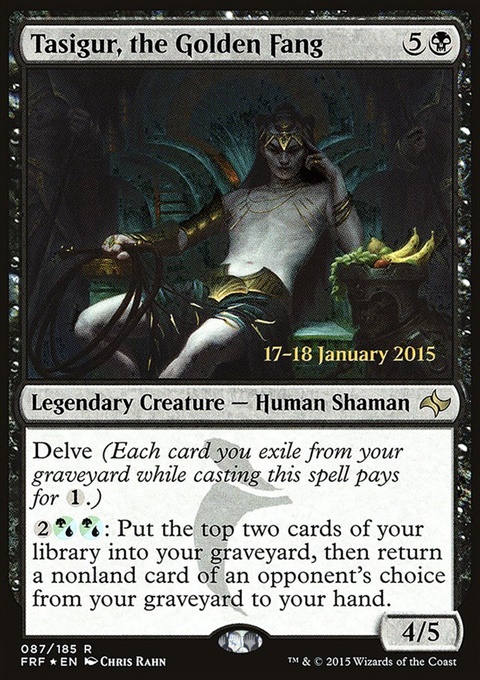 Tasigur, the Golden Fang 5
17–18 January 2015
Legendary Creature — Human Shaman
Delve (Each card you exile from your
graveyard while casting this spell pays
for 1.)
2: Put the top two cards of your
library into your graveyard, then return
a nonland card of an opponent's choice
from your graveyard to your hand.
4/5
087/185 R
FRF ★ EN Chris Rahn
™ & © 2015 Wizards of the Coast